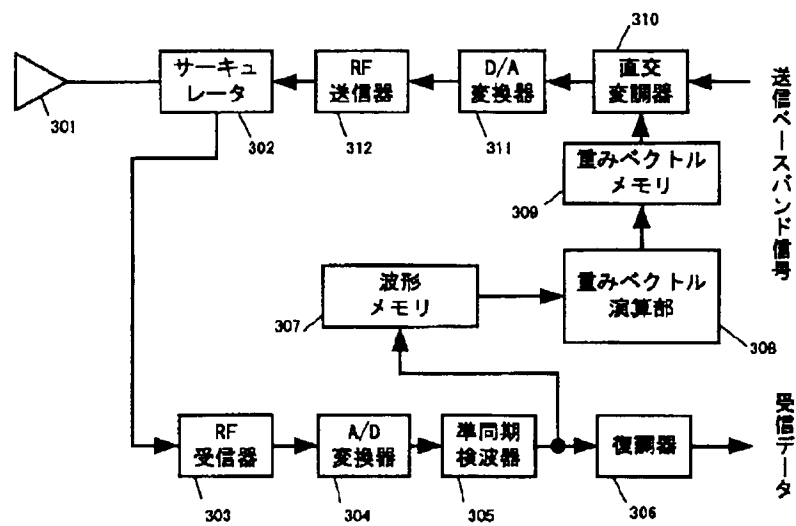 310
サーキュ
レータ
RF
送信器
D/A
変換器
直交
変調器
送信ベースバンド信号
301
302
312
311
重みベクトル
メモリ
309
波形
メモリ
重みベクトル
演算部
307
308
RF
受信器
A/D
変換器
準同期
検波器
復調器
受信データ
303
304
305
306